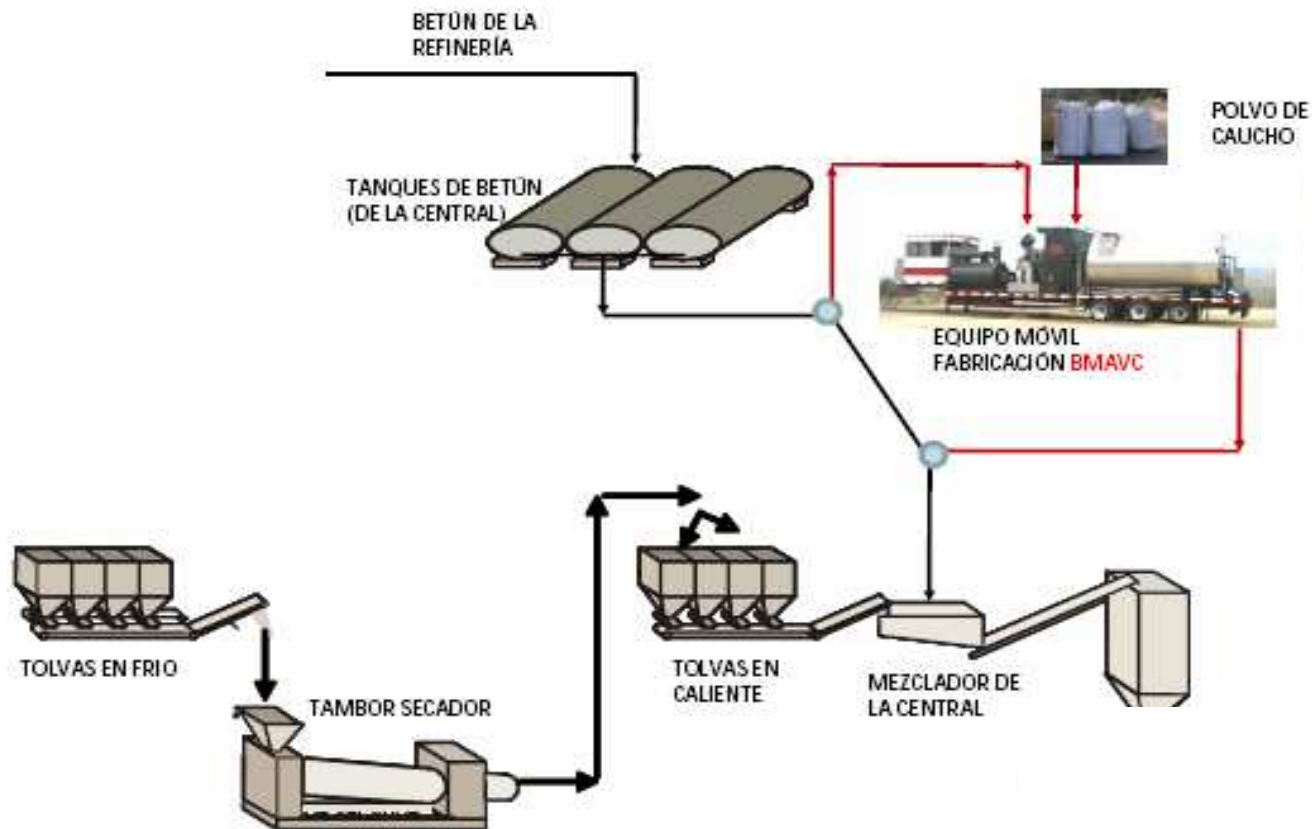 BETÚN DE LA
REFINERÍA
POLVO DE
CAUCHO
TANQUES DE BETÚN
(DE LA CENTRAL)
EQUIPO MÓVIL
FABRICACIÓN BMAVC
TOLVAS EN FRIO
TOLVAS EN
CALIENTE
MEZCLADOR DE
LA CENTRAL
TAMBOR SECADOR